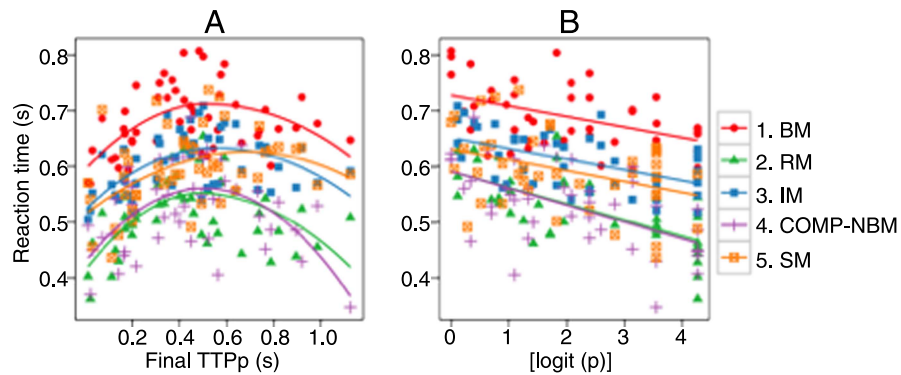 A
B
Reaction time (s)
0.8
0.7
0.6
0.5
0.4
0.2
0.4
0.6
0.8
1.0
Final TTPp (s)
0.8
0.7
0.6
0.5
0.4
0
1
2
3
4
[logit (p)]
1. BM
2. RM
3. IM
4. COMP-NBM
5. SM